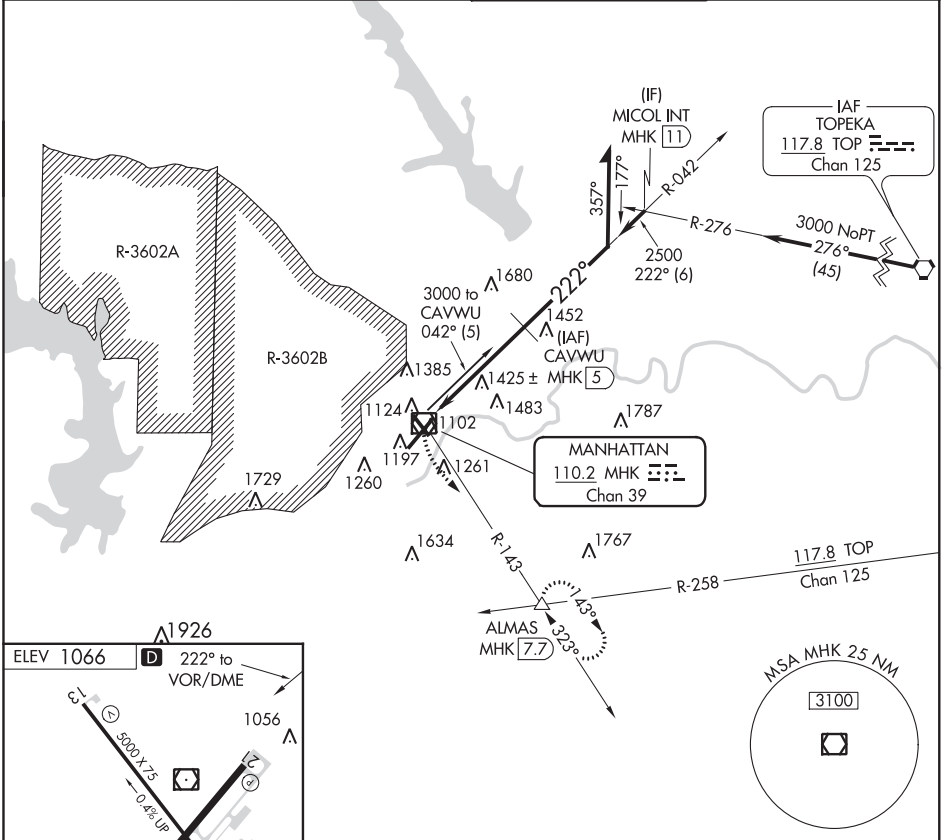 (IF)
MICOL INT
MHK 11
IAF
TOPEKA
117.8 TOP
Chan 125
357°
177°
R-042
R-276
3000 NoPT
276°
(45)
2500
222° (6)
R-3602A
R-3602B
1680
222°
3000 to
CAVWU
042° (5)
1452
(IAF)
CAVWU
MHK 5
1385
1425 ±
1483
1124
1102
1787
1197
1261
1260
1729
MANHATTAN
110.2 MHK
Chan 39
1634
R-143
1767
117.8 TOP
Chan 125
R-258
143°
323°
ALMAS
MHK 7.7
1926
ELEV 1066
D
222° to
VOR/DME
1056
13
V
5000 X 75
0.4% UP
21
P
MSA MHK 25 NM
3100